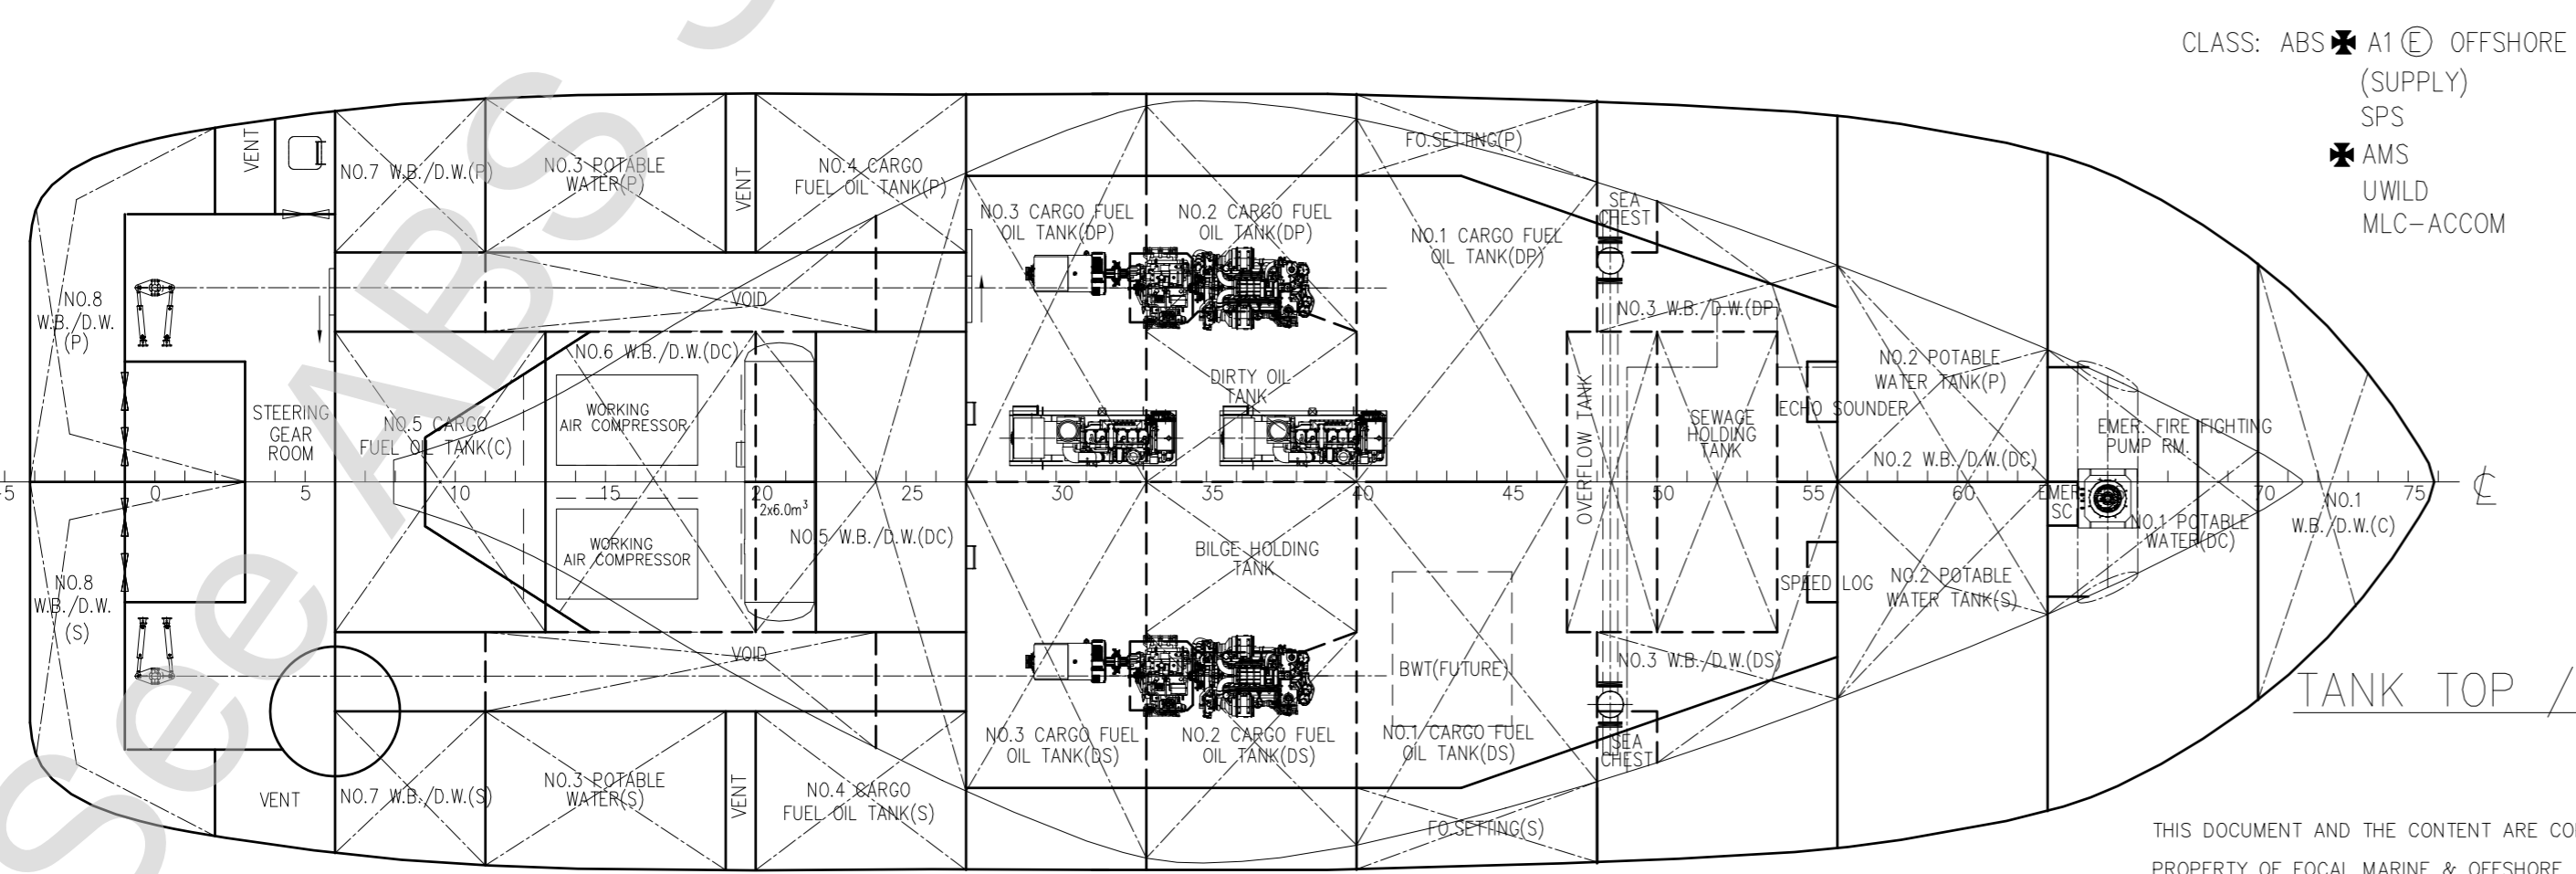 CLASS: ABS ✠ A1 Ⓔ OFFSHORE
(SUPPLY)
SPS
✠ AMS
UWILD
MLC-ACCOM
VENT
NO.7 W.B./D.W.(P)
NO.3 POTABLE
WATER(P)
VENT
NO.4 CARGO
FUEL OIL TANK(P)
FO.SETTING(P)
NO.3 CARGO FUEL
OIL TANK(DP)
NO.2 CARGO FUEL
OIL TANK(DP)
NO.1 CARGO FUEL
OIL TANK(DP)
SEA
CHEST
NO.8
W.B./D.W.
(P)
VOID
NO.3 W.B./D.W.(DP)
NO.6 W.B./D.W.(DC)
NO.2 POTABLE
WATER TANK(P)
DIRTY OIL
TANK
STEERING
GEAR
ROOM
NO.5 CARGO
FUEL OIL TANK(C)
WORKING
AIR COMPRESSOR
OVERFLOW TANK
SEWAGE
HOLDING
TANK
ECHO SOUNDER
EMER. FIRE FIGHTING
PUMP RM.
NO.2 W.B./D.W.(DC)
-5 0 5 10 15 20 25 30 35 40 45 50 55 60 70 75 ℄
2x6.0m³
EMER
SC
NO.1
W.B./D.W.(C)
NO.1 POTABLE
WATER(DC)
NO.5 W.B./D.W.(DC)
WORKING
AIR COMPRESSOR
BILGE HOLDING
TANK
NO.8
W.B./D.W.
(S)
SPEED LOG
NO.2 POTABLE
WATER TANK(S)
VOID
BWT(FUTURE)
NO.3 W.B./D.W.(DS)
TANK TOP /
NO.3 CARGO FUEL
OIL TANK(DS)
NO.2 CARGO FUEL
OIL TANK(DS)
NO.1 CARGO FUEL
OIL TANK(DS)
SEA
CHEST
VENT
NO.7 W.B./D.W.(S)
NO.3 POTABLE
WATER(S)
VENT
NO.4 CARGO
FUEL OIL TANK(S)
FO.SETTING(S)
THIS DOCUMENT AND THE CONTENT ARE CO
PROPERTY OF FOCAL MARINE & OFFSHORE
See ABS